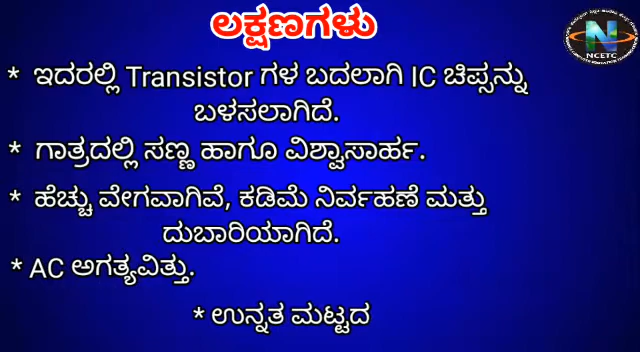 ಲಕ್ಷಣಗಳು
* ಇದರಲ್ಲಿ Transistor ಗಳ ಬದಲಾಗಿ IC ಚಿಪ್ಸನ್ನು
ಬಳಸಲಾಗಿದೆ.
* ಗಾತ್ರದಲ್ಲಿ ಸಣ್ಣ ಹಾಗೂ ವಿಶ್ವಾಸಾರ್ಹ.
* ಹೆಚ್ಚು ವೇಗವಾಗಿವೆ, ಕಡಿಮೆ ನಿರ್ವಹಣೆ ಮತ್ತು
ದುಬಾರಿಯಾಗಿದೆ.
* AC ಅಗತ್ಯವಿತ್ತು.
* ಉನ್ನತ ಮಟ್ಟದ
N
NCETC